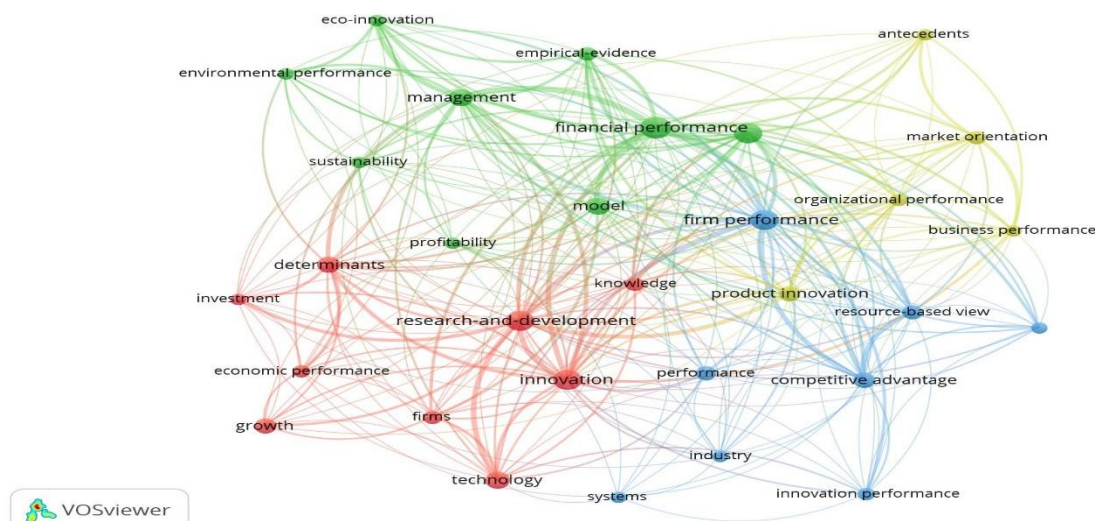 eco-innovation
antecedents
empirical-evidence
environmental performance
management
financial performance
market orientation
sustainability
organizational performance
model
firm performance
business performance
profitability
determinants
knowledge
product innovation
investment
resource-based view
research-and-development
economic performance
performance
innovation
competitive advantage
firms
growth
industry
technology
systems
innovation performance
VOSviewer